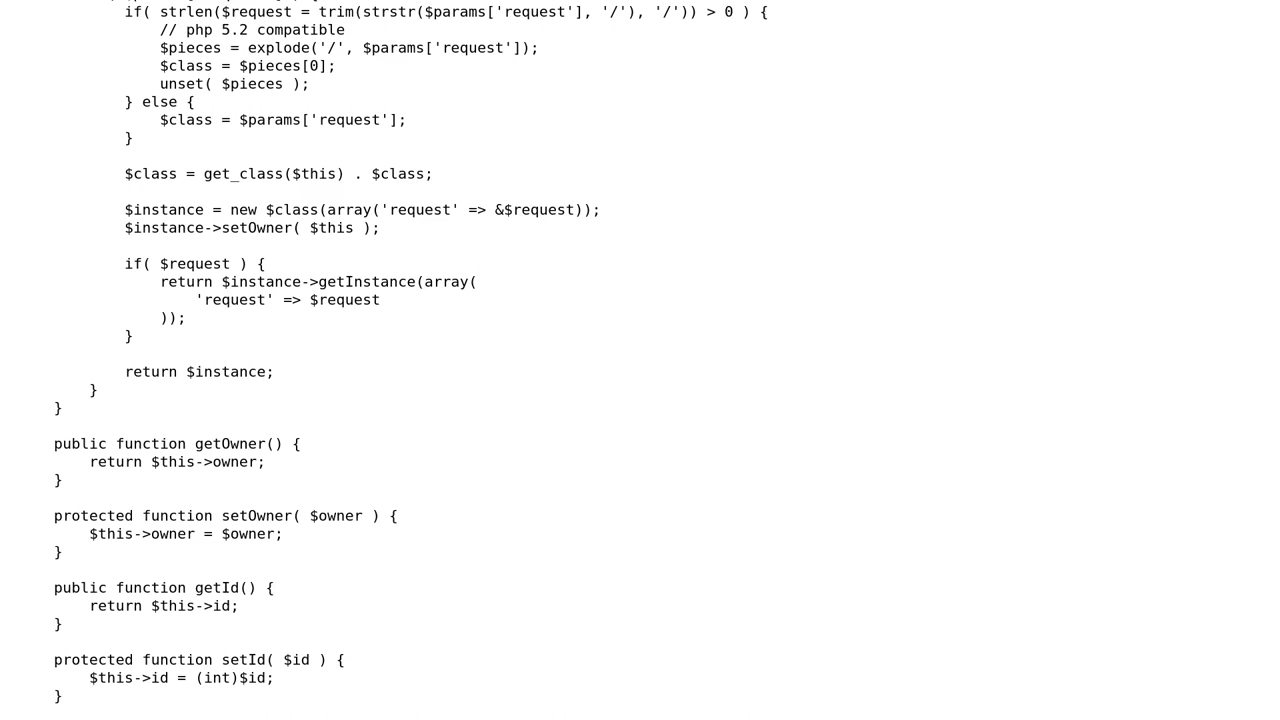 if( strlen($request = trim(strstr($params['request'], '/'), '/')) > 0 ) {
// php 5.2 compatible
$pieces = explode('/', $params['request']);
$class = $pieces[0];
unset( $pieces );
} else {
$class = $params['request'];
}
$class = get_class($this) . $class;
$instance = new $class(array('request' => &$request));
$instance->setOwner( $this );
if( $request ) {
return $instance->getInstance(array(
'request' => $request
));
}
return $instance;
}
}
public function getOwner() {
return $this->owner;
}
protected function setOwner( $owner ) {
$this->owner = $owner;
}
public function getId() {
return $this->id;
}
protected function setId( $id ) {
$this->id = (int)$id;
}